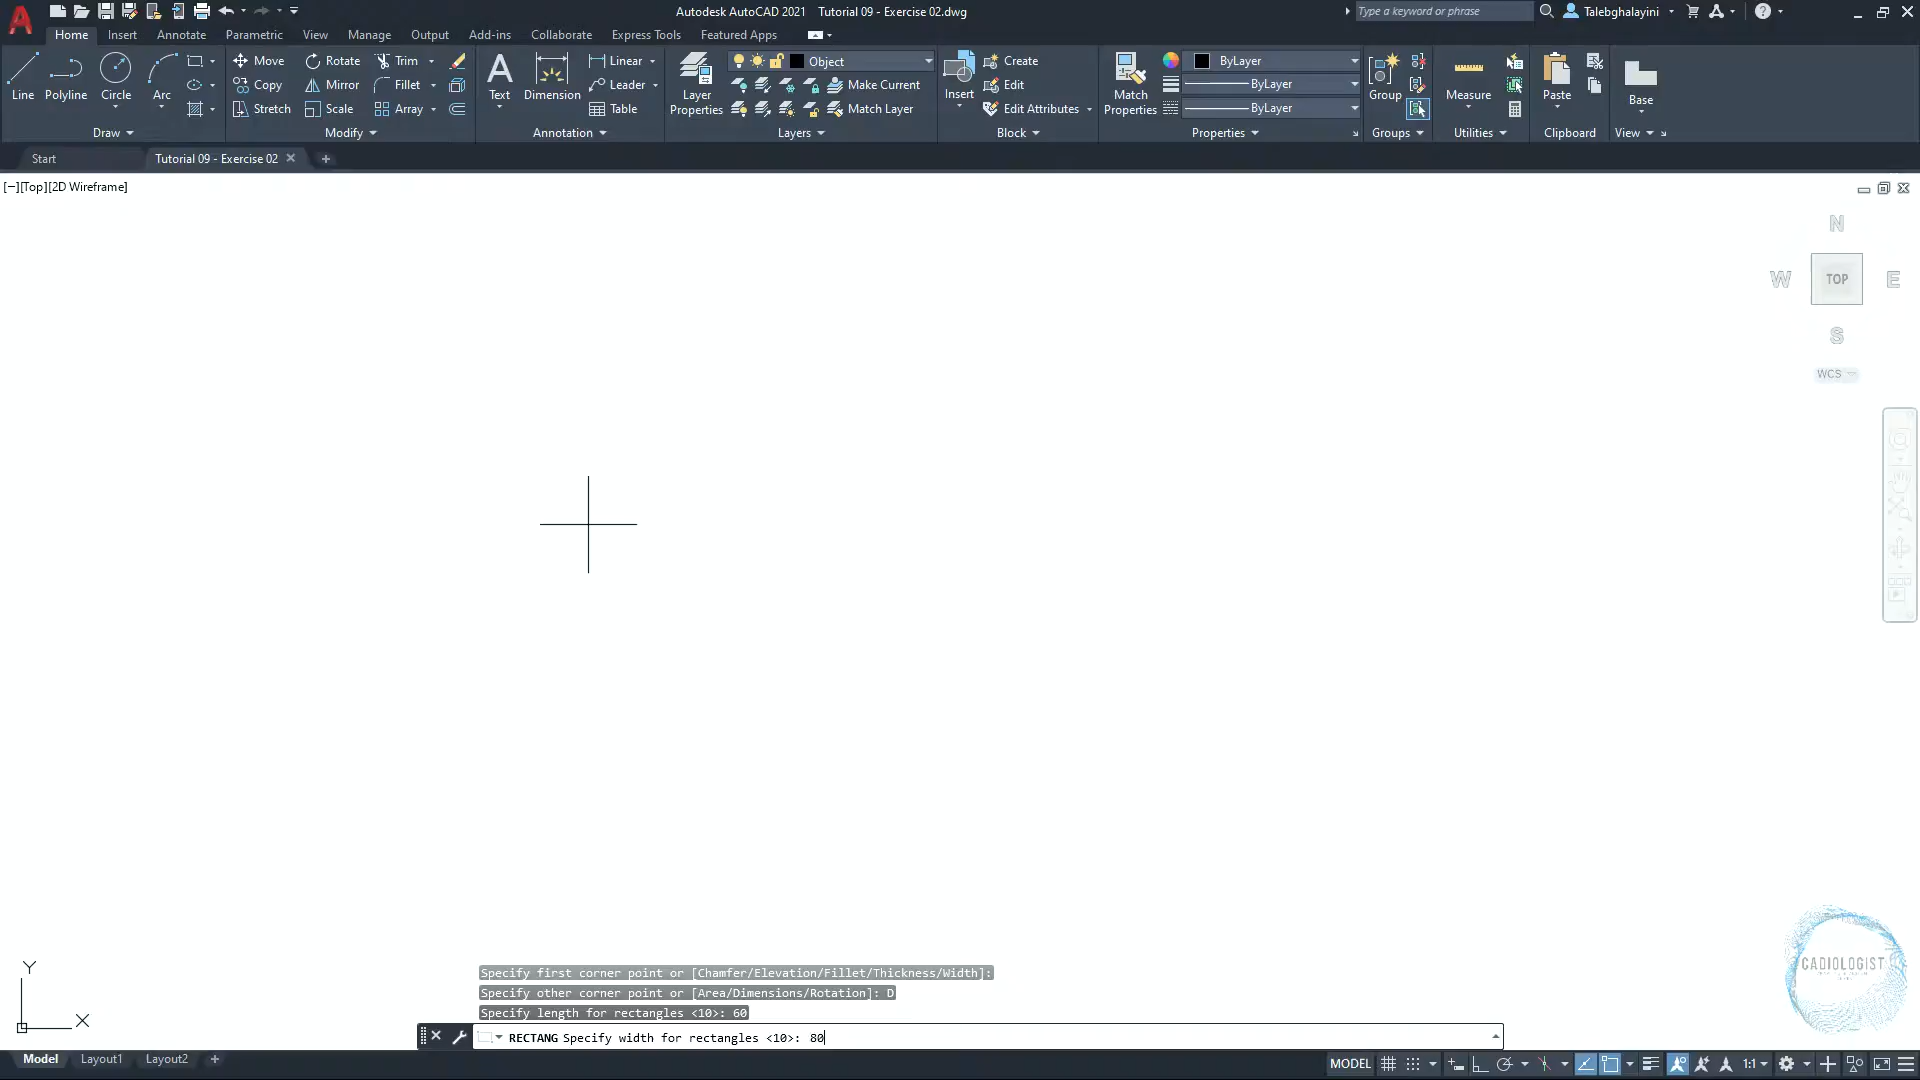 Autodesk AutoCAD 2021 Tutorial 09 - Exercise 02.dwg
Type a keyword or phrase
Talebghalayini
Home Insert Annotate Parametric View Manage Output Add-ins Collaborate Express Tools Featured Apps
Line Polyline Circle Arc
Draw
Move Rotate Trim
Copy Mirror Fillet
Stretch Scale Array
Modify
Text Dimension
Linear
Leader
Table
Annotation
Layer Properties
Object
Make Current
Match Layer
Layers
Insert
Create
Edit
Edit Attributes
Block
Match Properties
ByLayer
ByLayer
ByLayer
Properties
Group
Groups
Measure
Utilities
Paste
Clipboard
Base
View
Start
Tutorial 09 - Exercise 02
[−][Top][2D Wireframe]
N
W TOP E
S
WCS
Y
X
CADIOLOGIST
Specify first corner point or [Chamfer/Elevation/Fillet/Thickness/Width]:
Specify other corner point or [Area/Dimensions/Rotation]: D
Specify length for rectangles <10>: 60
RECTANG Specify width for rectangles <10>: 80
Model Layout1 Layout2
MODEL
1:1